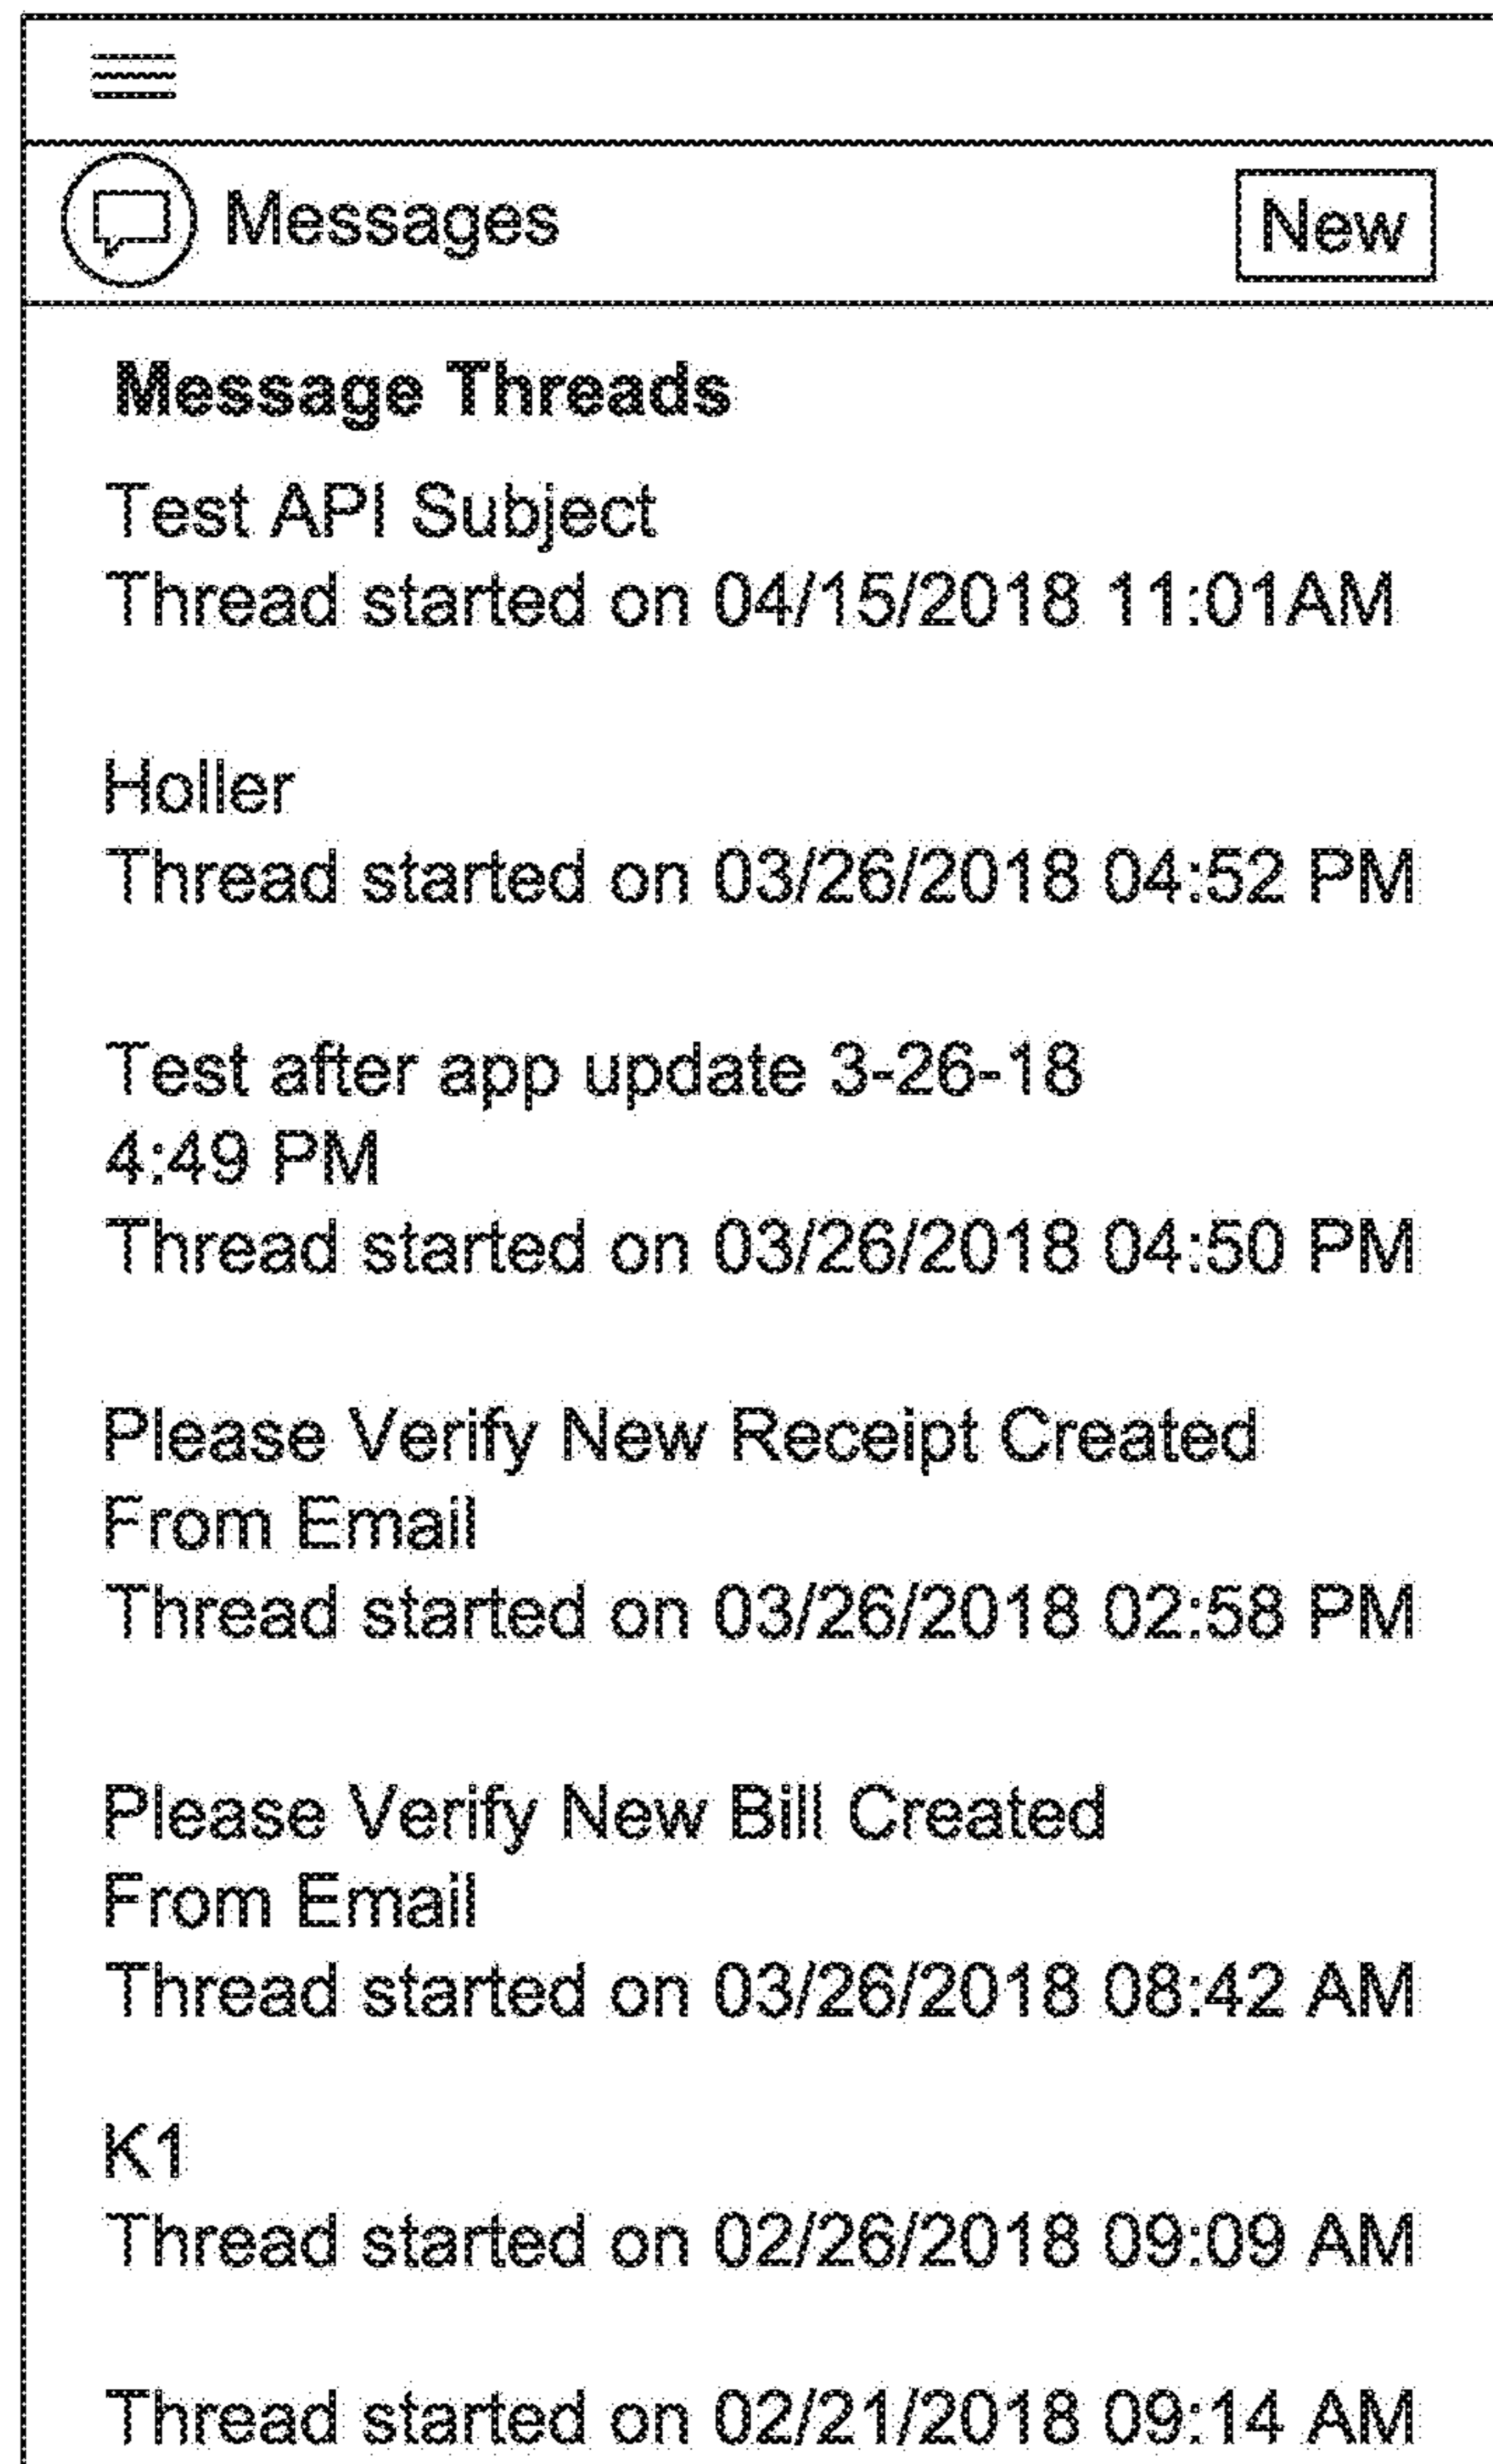 Messages
New
Message Threads
Test API Subject
Thread started on 04/15/2018 11:01AM
Holler
Thread started on 03/26/2018 04:52 PM
Test after app update 3-26-18
4:49 PM
Thread started on 03/26/2018 04:50 PM
Please Verify New Receipt Created
From Email
Thread started on 03/26/2018 02:58 PM
Please Verify New Bill Created
From Email
Thread started on 03/26/2018 08:42 AM
K1
Thread started on 02/26/2018 09:09 AM
Thread started on 02/21/2018 09:14 AM